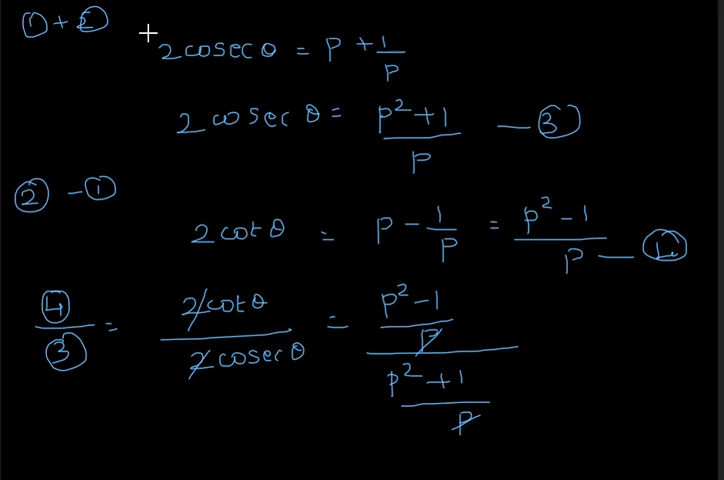 ① + ②
2 cosec θ = P + 1/P
2 cosec θ = P² + 1 / P — ③
② - ①
2 cot θ = P - 1/P = P² - 1 / P — ④
④/③ = 2 cot θ / 2 cosec θ = (P² - 1 / P) / (P² + 1 / P)